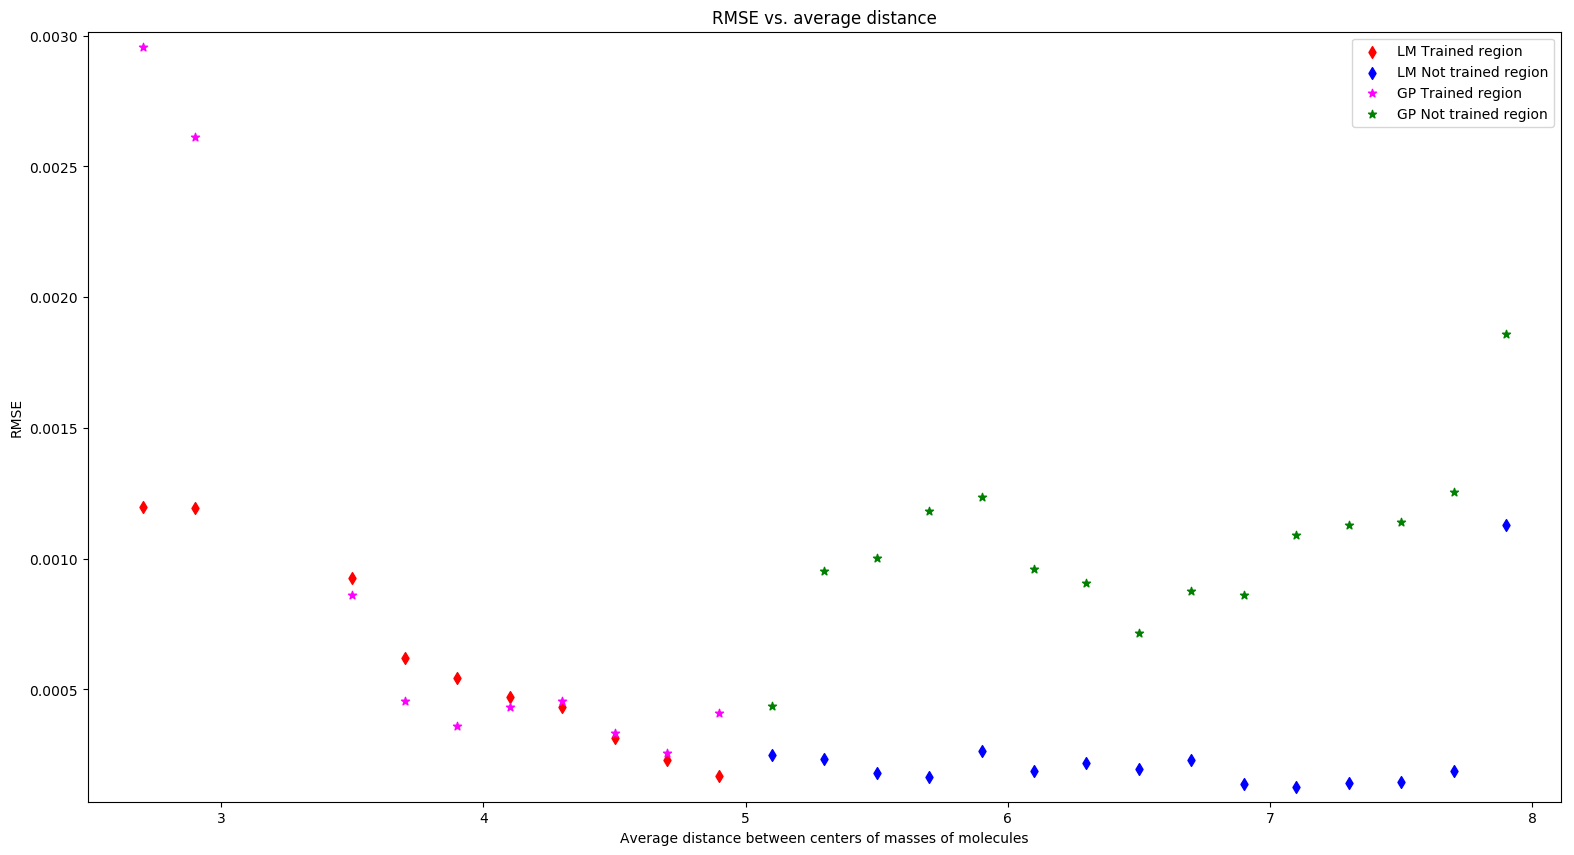 RMSE vs. average distance
LM Trained region
LM Not trained region
GP Trained region
GP Not trained region
0.0030
0.0025
0.0020
0.0015
0.0010
0.0005
RMSE
3 4 5 6 7 8
Average distance between centers of masses of molecules